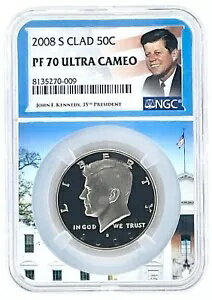 2008 S CLAD 50C
PF 70 ULTRA CAMEO
8135270-009
JOHN F. KENNEDY, 35TH PRESIDENT
NGC
LIBERTY
IN GOD WE TRUST
S